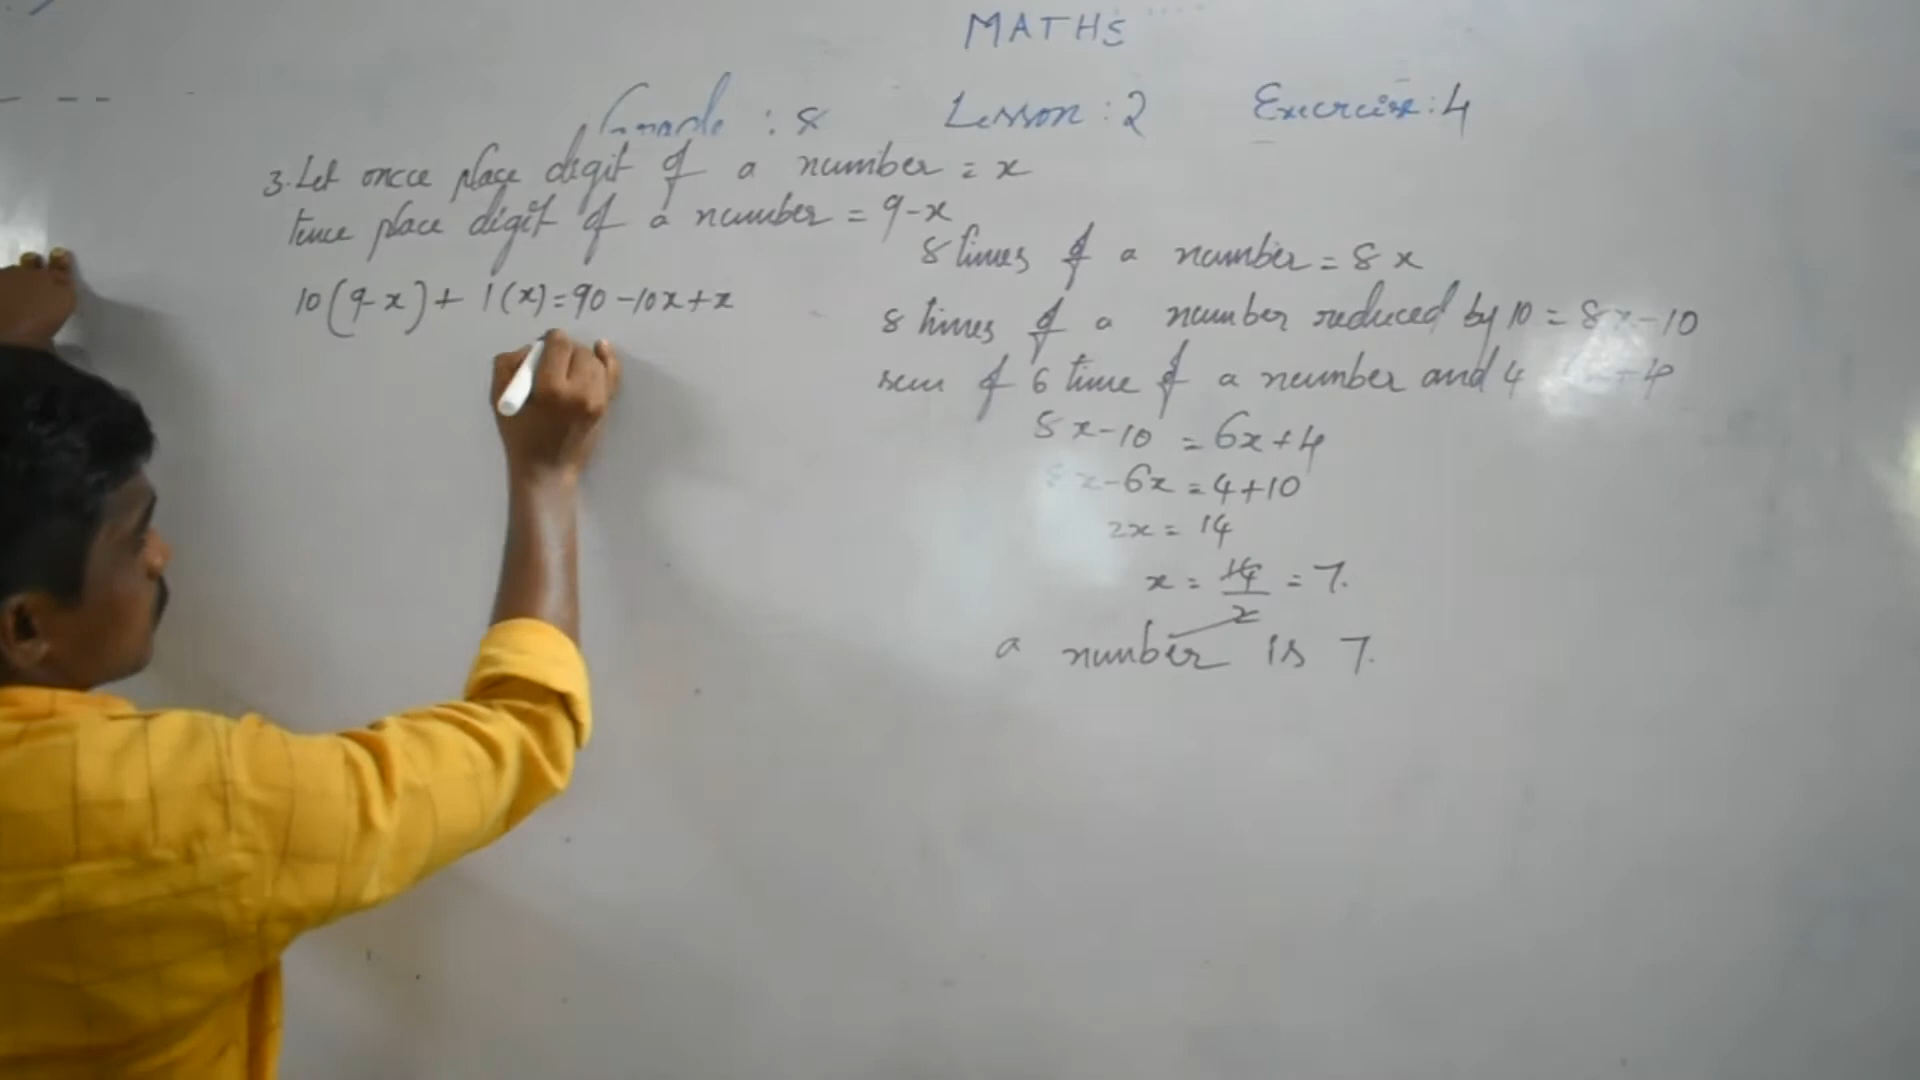 MATHS
Grade : 8 Lesson : 2 Exercise : 4
3. Let once place digit of a number = x
tence place digit of a number = 9-x
10(9-x) + 1(x) = 90 - 10x + x
8 times of a number = 8x
8 times of a number reduced by 10 = 8x-10
sum of 6 time of a number and 4 +4
8x-10 = 6x+4
8x-6x = 4+10
2x = 14
x = 14/2 = 7.
a number is 7.